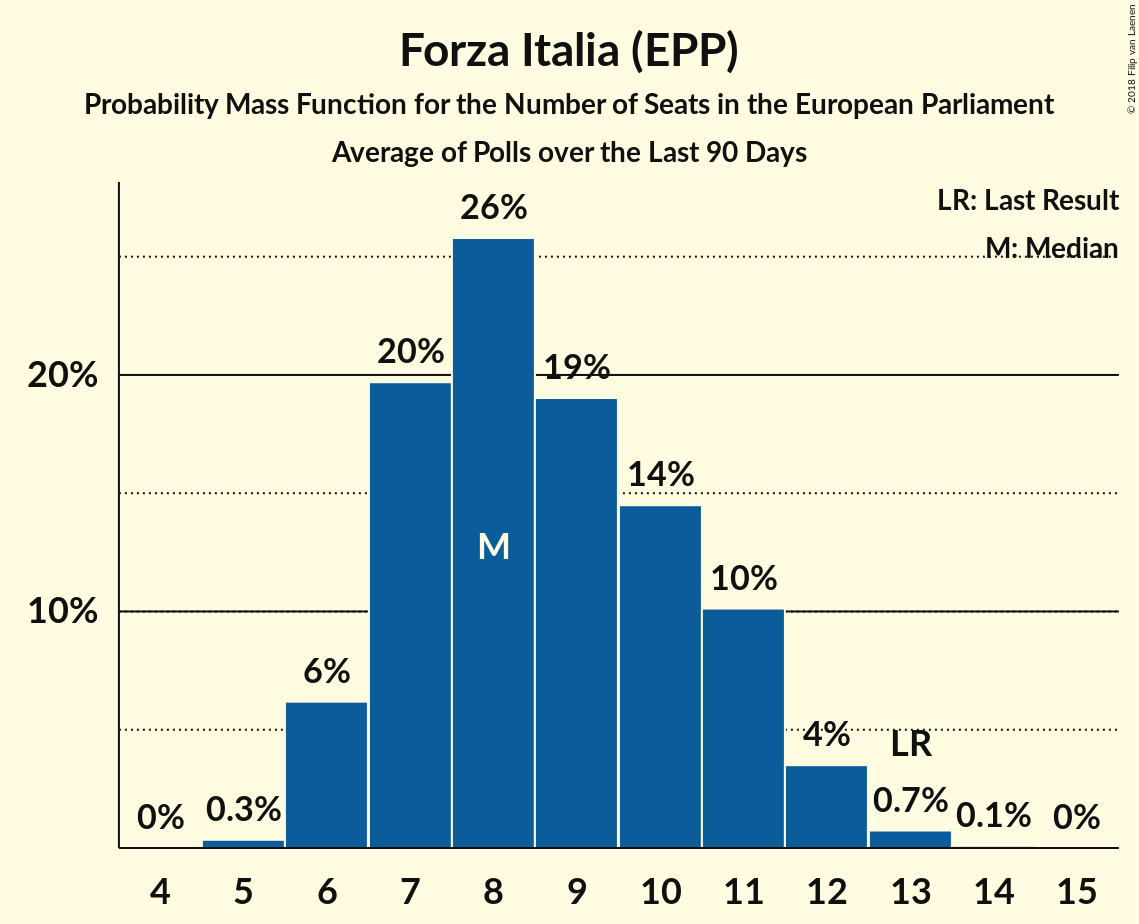 Forza Italia (EPP)
Probability Mass Function for the Number of Seats in the European Parliament
Average of Polls over the Last 90 Days
© 2018 Filip van Laenen
LR: Last Result
M: Median
26%
20%
19%
20%
14%
M
10%
10%
6%
4%
LR
0% 0.3% 0.7% 0.1% 0%
4 5 6 7 8 9 10 11 12 13 14 15